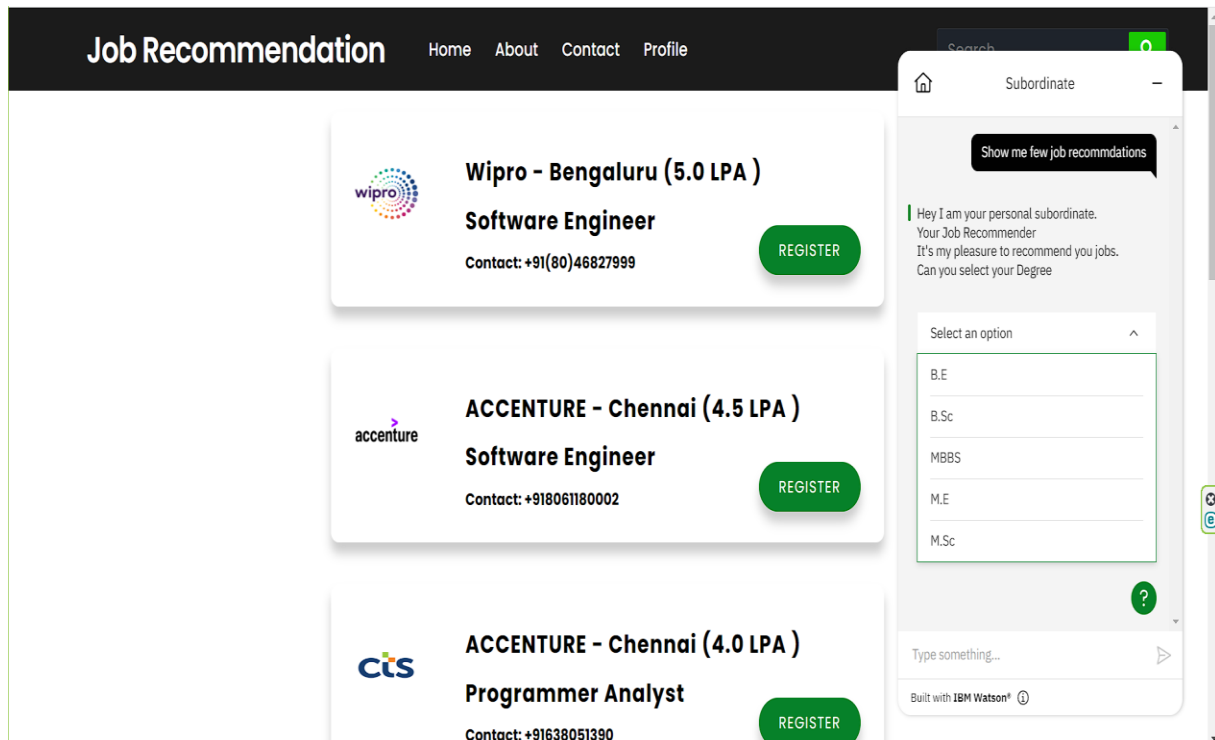 Job Recommendation Home About Contact Profile
Search
wipro
Wipro - Bengaluru (5.0 LPA )
Software Engineer
Contact: +91(80)46827999
REGISTER
accenture
ACCENTURE - Chennai (4.5 LPA )
Software Engineer
Contact: +918061180002
REGISTER
cts
ACCENTURE - Chennai (4.0 LPA )
Programmer Analyst
Contact: +91638051390
REGISTER
Subordinate
Show me few job recommdations
Hey I am your personal subordinate.
Your Job Recommender
It's my pleasure to recommend you jobs.
Can you select your Degree
Select an option
B.E
B.Sc
MBBS
M.E
M.Sc
?
Type something...
Built with IBM Watson®